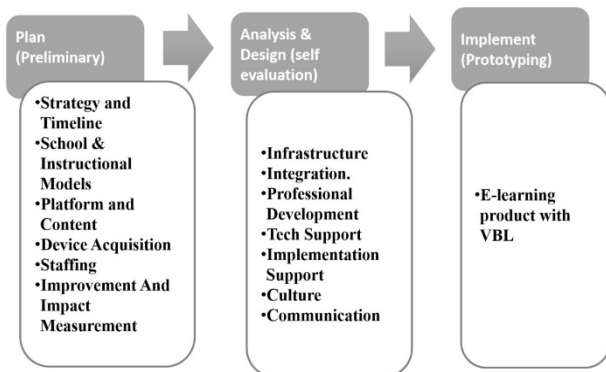 Plan
(Preliminary)
•Strategy and
Timeline
•School &
Instructional
Models
•Platform and
Content
•Device Acquisition
•Staffing
•Improvement And
Impact
Measurement
Analysis &
Design (self
evaluation)
•Infrastructure
•Integration.
•Professional
Development
•Tech Support
•Implementation
Support
•Culture
•Communication
Implement
(Prototyping)
•E-learning
product with
VBL